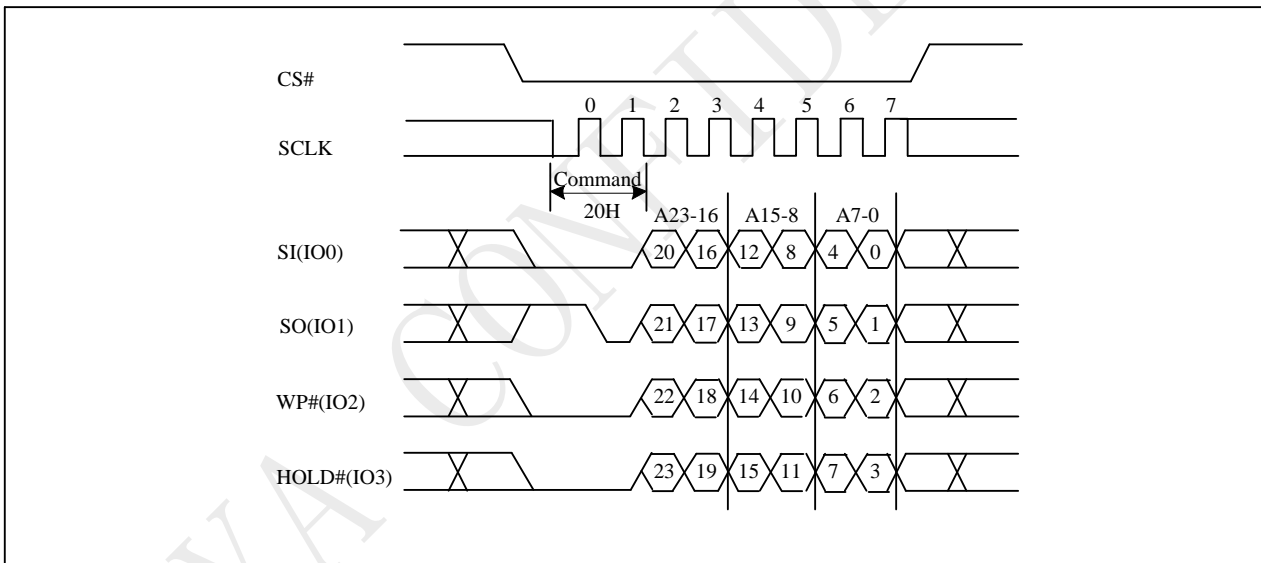 CS#
0 1 2 3 4 5 6 7
SCLK
Command
20H
A23-16 A15-8 A7-0
SI(IO0) 20 16 12 8 4 0
SO(IO1) 21 17 13 9 5 1
WP#(IO2) 22 18 14 10 6 2
HOLD#(IO3) 23 19 15 11 7 3